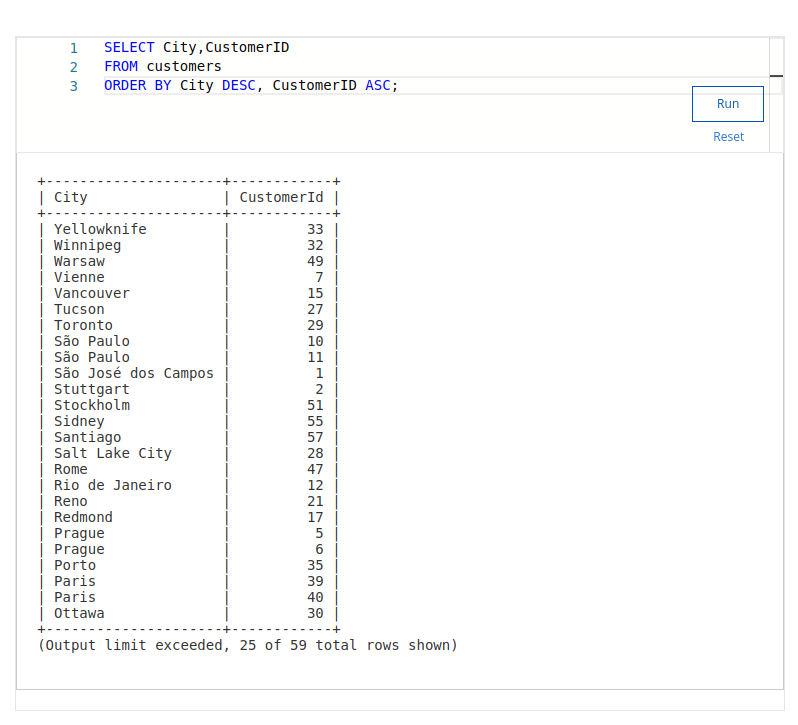 1 SELECT City,CustomerID
2 FROM customers
3 ORDER BY City DESC, CustomerID ASC;
Run
Reset
+---------------------+------------+
| City                | CustomerId |
+---------------------+------------+
| Yellowknife         |         33 |
| Winnipeg            |         32 |
| Warsaw              |         49 |
| Vienne              |          7 |
| Vancouver           |         15 |
| Tucson              |         27 |
| Toronto             |         29 |
| São Paulo           |         10 |
| São Paulo           |         11 |
| São José dos Campos |          1 |
| Stuttgart           |          2 |
| Stockholm           |         51 |
| Sidney              |         55 |
| Santiago            |         57 |
| Salt Lake City      |         28 |
| Rome                |         47 |
| Rio de Janeiro      |         12 |
| Reno                |         21 |
| Redmond             |         17 |
| Prague              |          5 |
| Prague              |          6 |
| Porto               |         35 |
| Paris               |         39 |
| Paris               |         40 |
| Ottawa              |         30 |
+---------------------+------------+
(Output limit exceeded, 25 of 59 total rows shown)